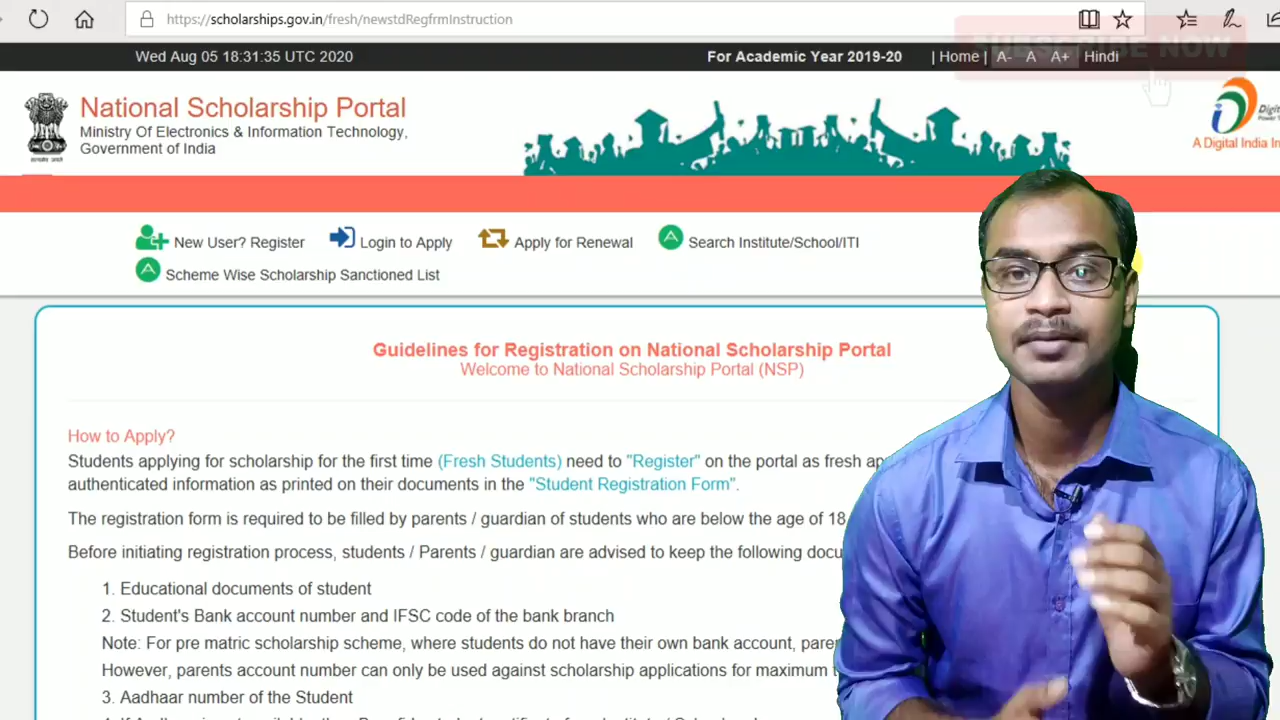 https://scholarships.gov.in/fresh/newstdRegfrmInstruction
SUBSCRIBE NOW
Wed Aug 05 18:31:35 UTC 2020
For Academic Year 2019-20 | Home | A- A A+ Hindi
National Scholarship Portal
Ministry Of Electronics & Information Technology,
Government of India
A Digital India In
New User? Register Login to Apply Apply for Renewal Search Institute/School/ITI
Scheme Wise Scholarship Sanctioned List
Guidelines for Registration on National Scholarship Portal
Welcome to National Scholarship Portal (NSP)
How to Apply?
Students applying for scholarship for the first time (Fresh Students) need to "Register" on the portal as fresh ap
authenticated information as printed on their documents in the "Student Registration Form".
The registration form is required to be filled by parents / guardian of students who are below the age of 18
Before initiating registration process, students / Parents / guardian are advised to keep the following docu
1. Educational documents of student
2. Student's Bank account number and IFSC code of the bank branch
Note: For pre matric scholarship scheme, where students do not have their own bank account, paren
However, parents account number can only be used against scholarship applications for maximum t
3. Aadhaar number of the Student